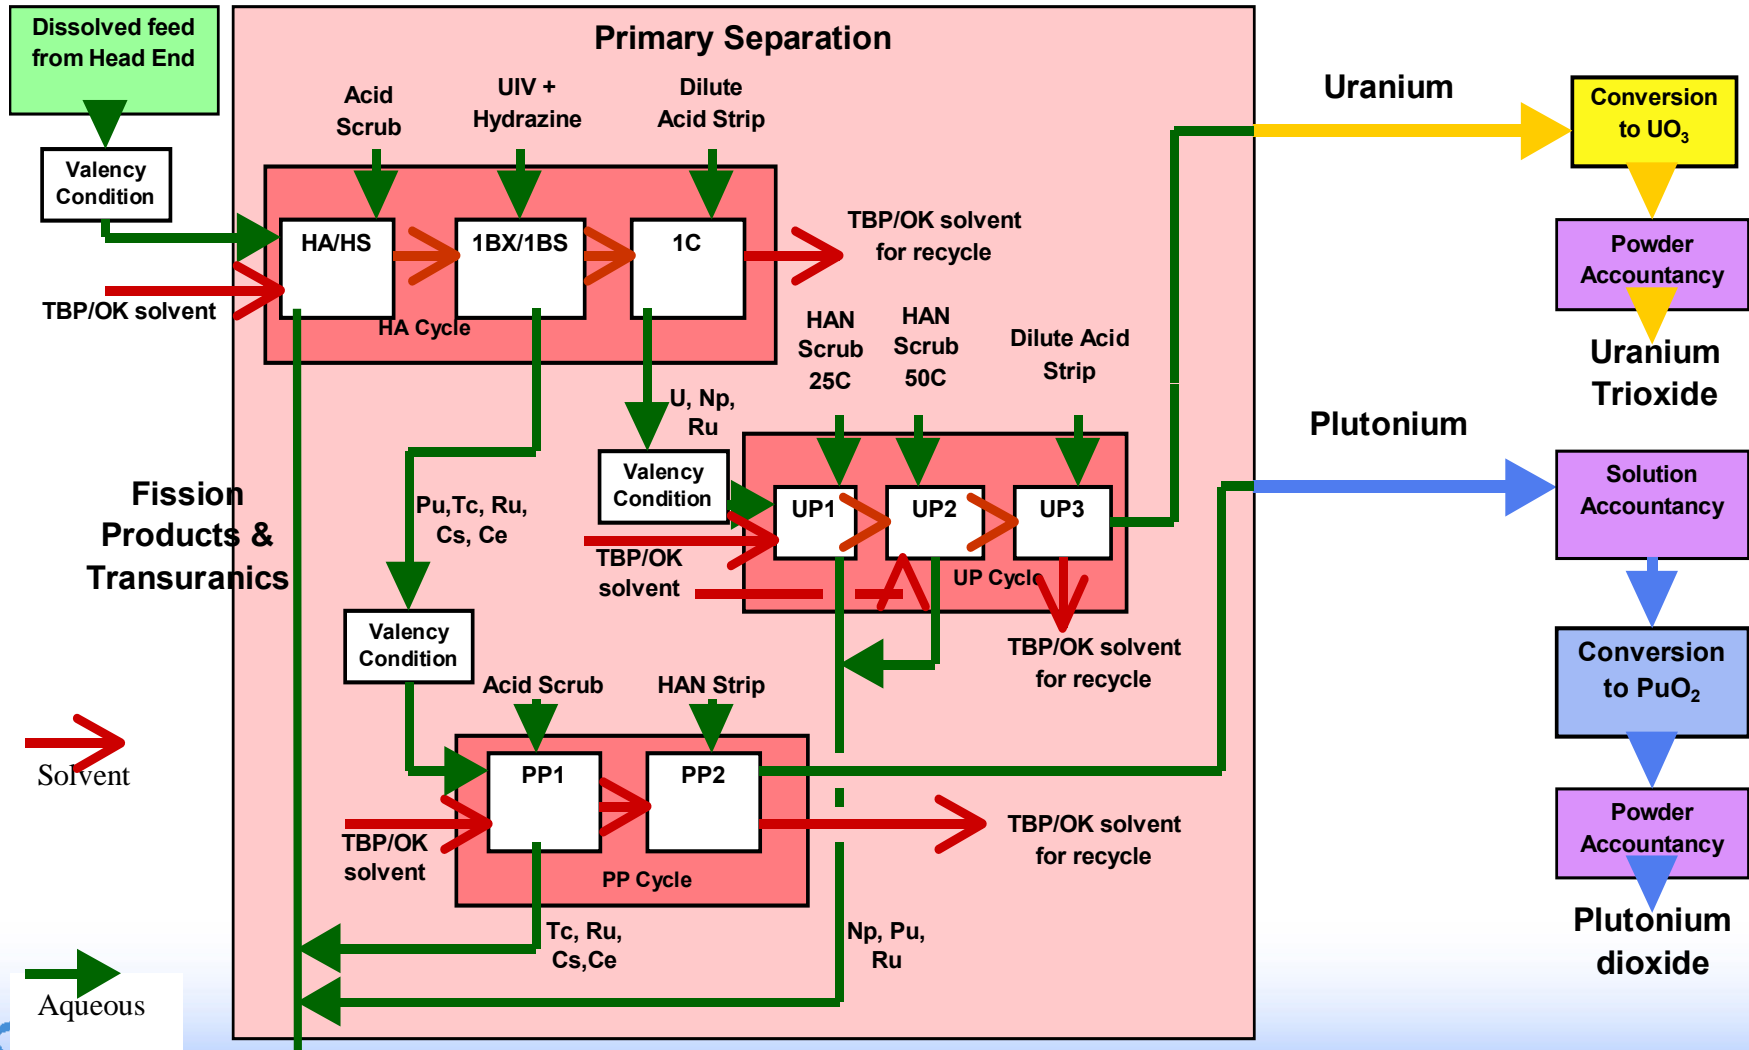 Dissolved feed
from Head End
Primary Separation
Valency
Condition
Acid
Scrub
UIV +
Hydrazine
Dilute
Acid Strip
HA/HS
1BX/1BS
1C
HA Cycle
TBP/OK solvent
TBP/OK solvent
for recycle
Uranium
Conversion
to UO₃
Powder
Accountancy
Uranium
Trioxide
HAN
Scrub
25C
HAN
Scrub
50C
Dilute Acid
Strip
U, Np,
Ru
Valency
Condition
UP1
UP2
UP3
UP Cycle
TBP/OK
solvent
TBP/OK solvent
for recycle
Plutonium
Solution
Accountancy
Conversion
to PuO₂
Powder
Accountancy
Plutonium
dioxide
Fission
Products &
Transuranics
Pu,Tc, Ru,
Cs, Ce
Valency
Condition
Acid Scrub
HAN Strip
PP1
PP2
PP Cycle
TBP/OK
solvent
TBP/OK solvent
for recycle
Tc, Ru,
Cs,Ce
Np, Pu,
Ru
Solvent
Aqueous